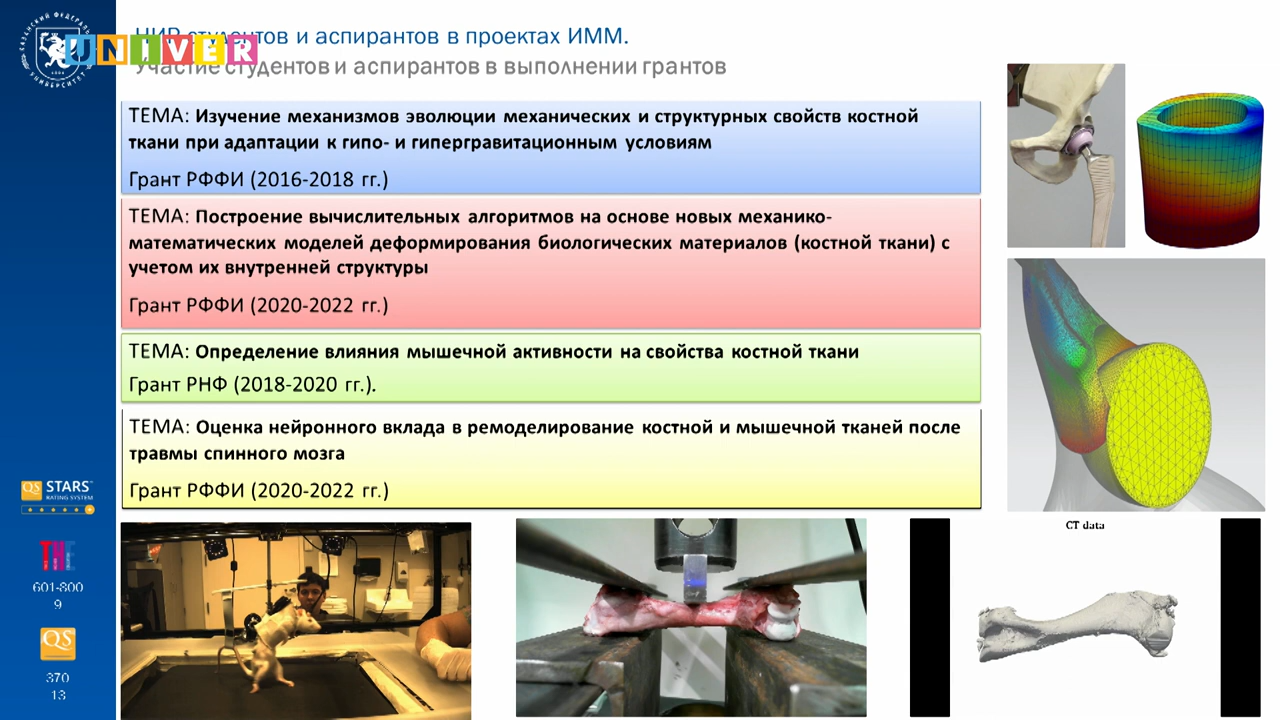 НИР студентов и аспирантов в проектах ИММ.
UNIVER
Участие студентов и аспирантов в выполнении грантов
ТЕМА: Изучение механизмов эволюции механических и структурных свойств костной
ткани при адаптации к гипо- и гипергравитационным условиям
Грант РФФИ (2016-2018 гг.)
ТЕМА: Построение вычислительных алгоритмов на основе новых механико-
математических моделей деформирования биологических материалов (костной ткани) с
учетом их внутренней структуры
Грант РФФИ (2020-2022 гг.)
ТЕМА: Определение влияния мышечной активности на свойства костной ткани
Грант РНФ (2018-2020 гг.).
ТЕМА: Оценка нейронного вклада в ремоделирование костной и мышечной тканей после
травмы спинного мозга
Грант РФФИ (2020-2022 гг.)
QS STARS
RATING SYSTEM
THE
601-800
9
QS
370
13
CT data
КАЗАНСКИЙ ФЕДЕРАЛЬНЫЙ УНИВЕРСИТЕТ
1804